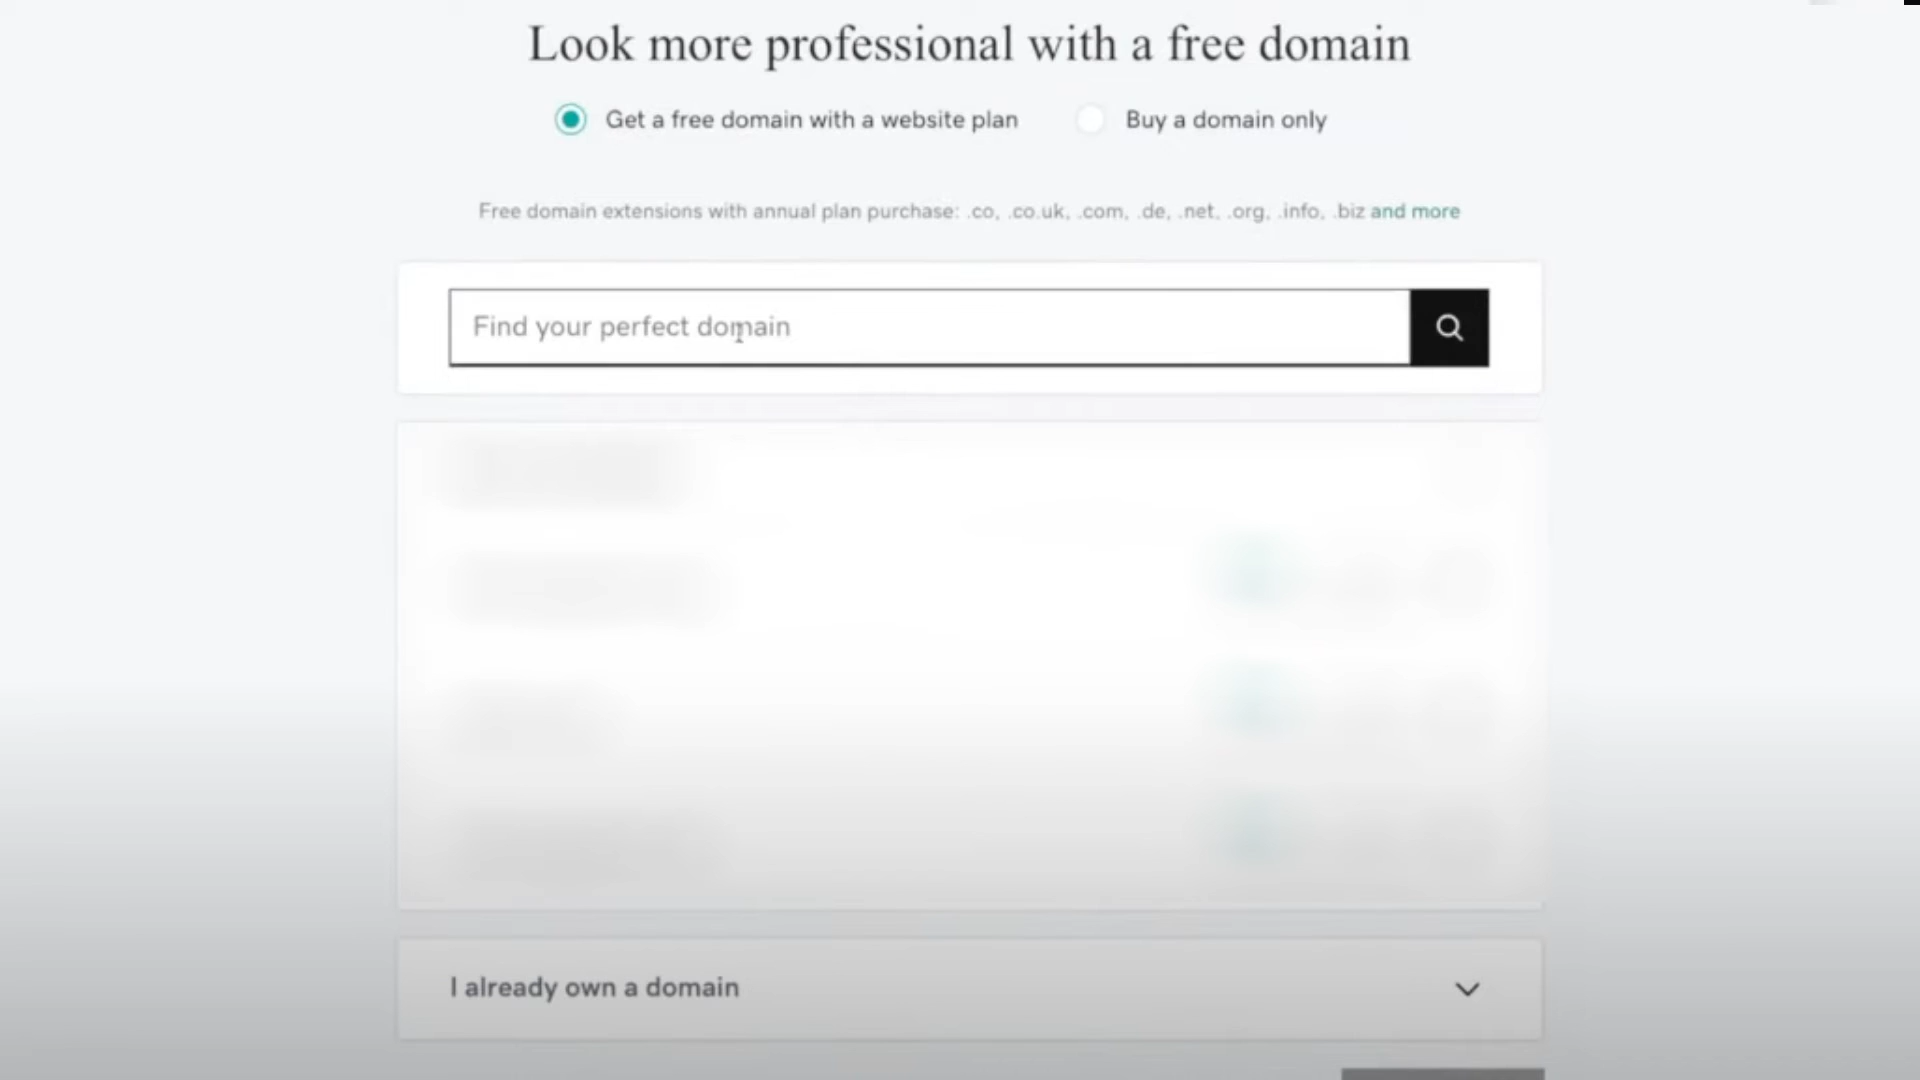 Look more professional with a free domain
Get a free domain with a website plan
Buy a domain only
Free domain extensions with annual plan purchase: .co, .co.uk, .com, .de, .net, .org, .info, .biz and more
Find your perfect domain
I already own a domain